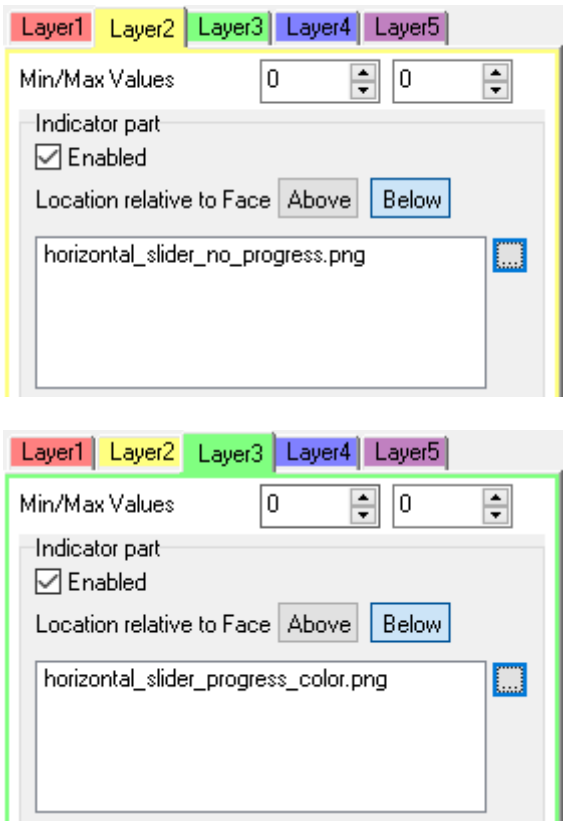 Layer1 Layer2 Layer3 Layer4 Layer5
Min/Max Values 0 0
Indicator part
Enabled
Location relative to Face Above Below
horizontal_slider_no_progress.png ...
Layer1 Layer2 Layer3 Layer4 Layer5
Min/Max Values 0 0
Indicator part
Enabled
Location relative to Face Above Below
horizontal_slider_progress_color.png ...